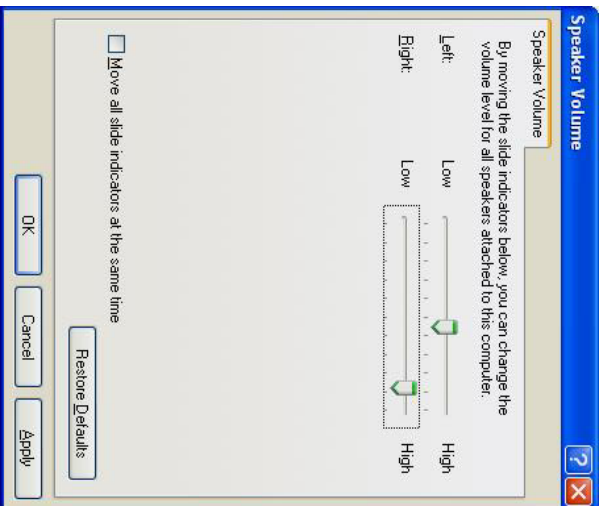 Speaker Volume
Speaker Volume
By moving the slide indicators below, you can change the
volume level for all speakers attached to this computer.
Left: Low High
Right: Low High
Move all slide indicators at the same time
Restore Defaults
OK Cancel Apply